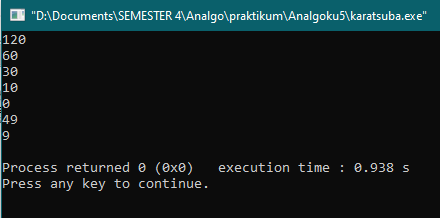 "D:\Documents\SEMESTER 4\Analgo\praktikum\Analgoku5\karatsuba.exe"
120
60
30
10
0
49
9
Process returned 0 (0x0)   execution time : 0.938 s
Press any key to continue.